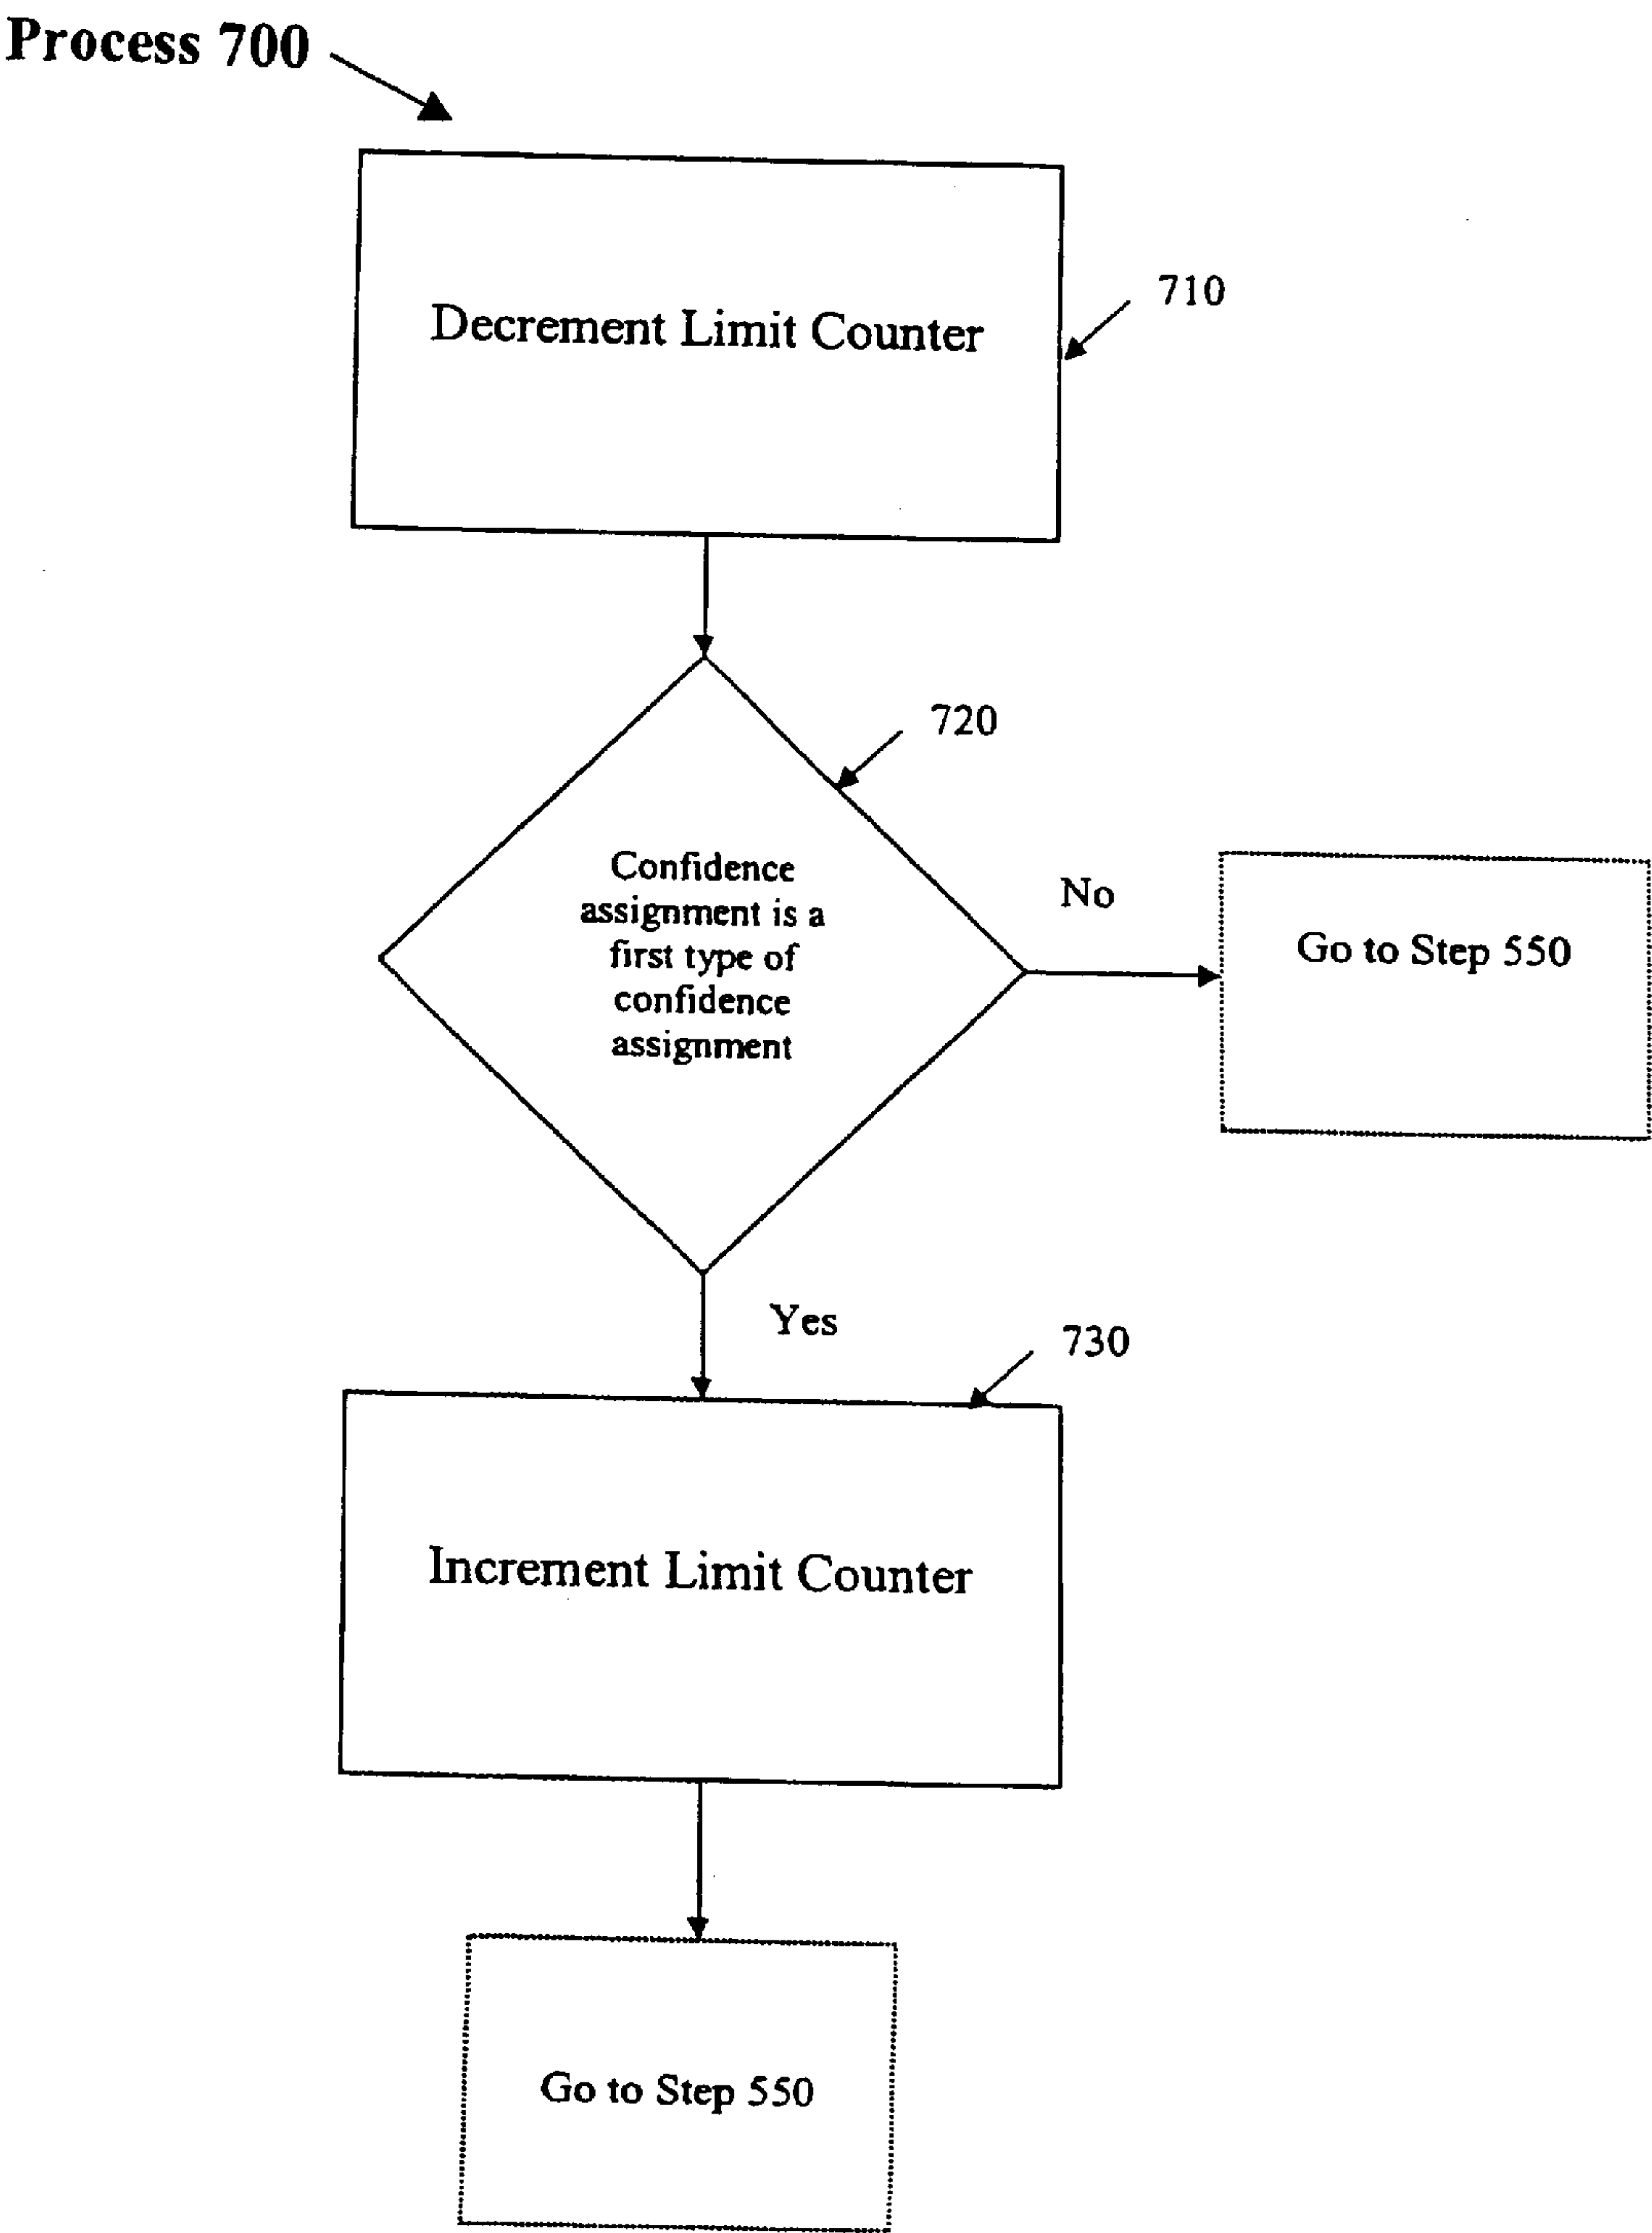 Process 700
710
Decrement Limit Counter
720
Confidence
assignment is a
first type of
confidence
assignment
No
Go to Step 550
Yes
730
Increment Limit Counter
Go to Step 550